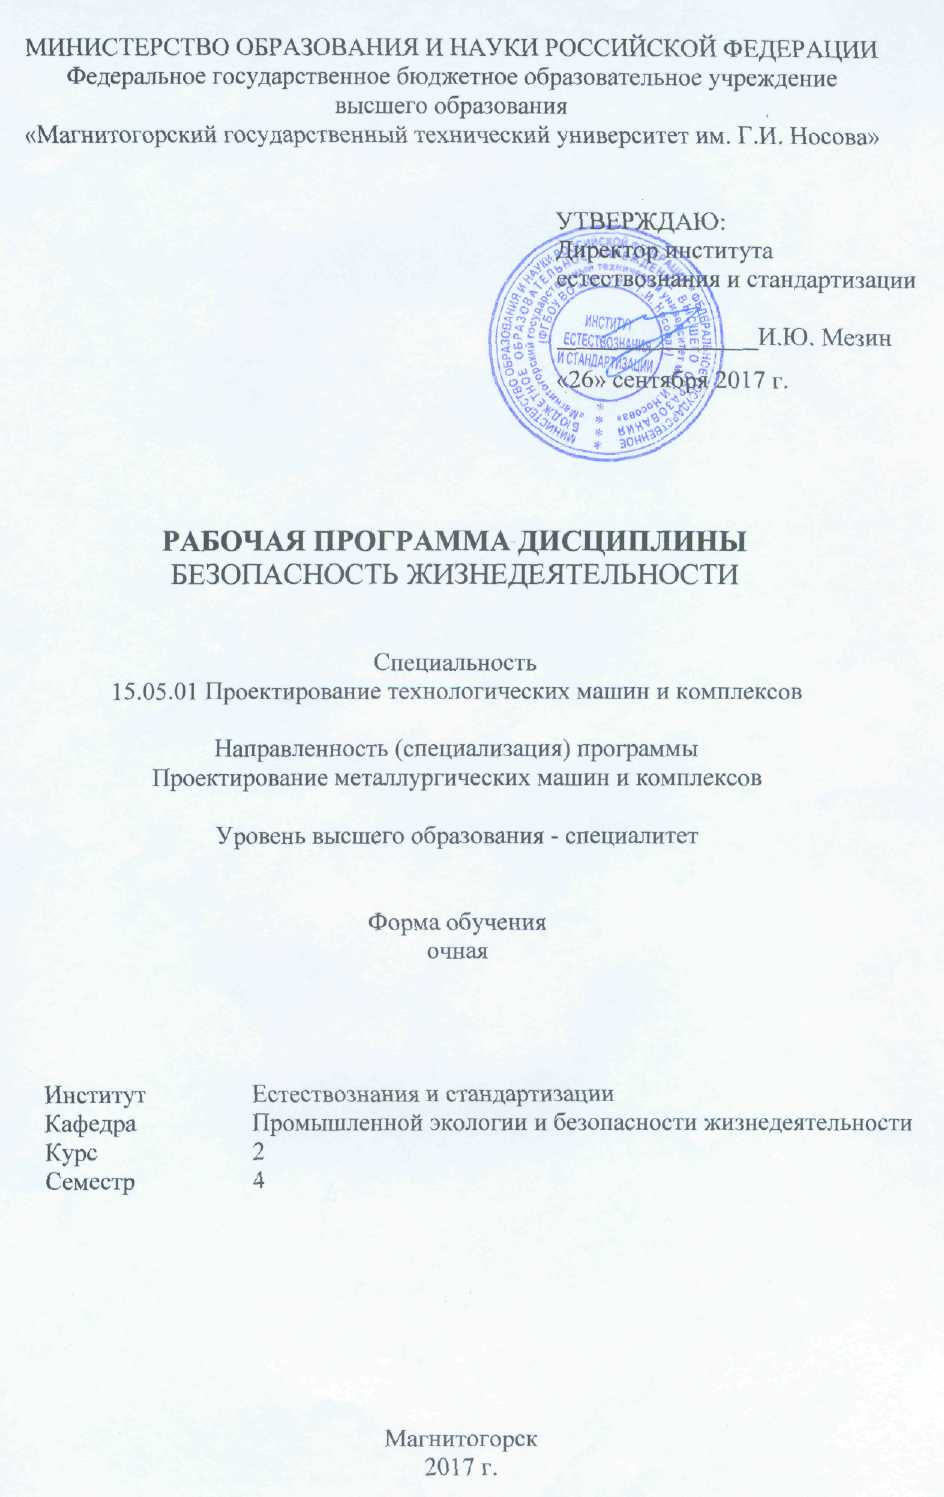 МИНИСТЕРСТВО ОБРАЗОВАНИЯ И НАУКИ РОССИЙСКОЙ ФЕДЕРАЦИИ
Федеральное государственное бюджетное образовательное учреждение
высшего образования
«Магнитогорский государственный технический университет им. Г.И. Носова»
УТВЕРЖДАЮ:
Директор института
естествознания и стандартизации
И.Ю. Мезин
«26» сентября 2017 г.
ИНСТИТУТ
ЕСТЕСТВОЗНАНИЯ
И СТАНДАРТИЗАЦИИ
РАБОЧАЯ ПРОГРАММА ДИСЦИПЛИНЫ
БЕЗОПАСНОСТЬ ЖИЗНЕДЕЯТЕЛЬНОСТИ
Специальность
15.05.01 Проектирование технологических машин и комплексов
Направленность (специализация) программы
Проектирование металлургических машин и комплексов
Уровень высшего образования - специалитет
Форма обучения
очная
Институт Естествознания и стандартизации
Кафедра Промышленной экологии и безопасности жизнедеятельности
Курс 2
Семестр 4
Магнитогорск
2017 г.